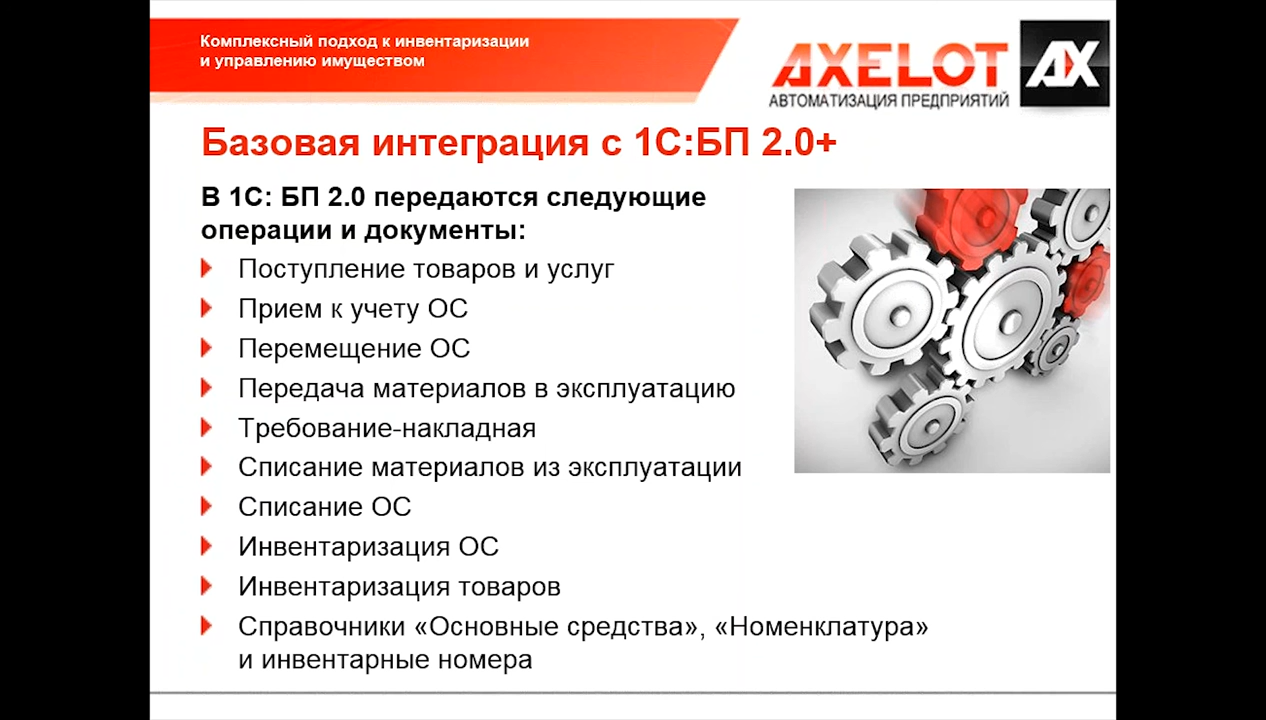 Комплексный подход к инвентаризации
и управлению имуществом
AXELOT
AX
АВТОМАТИЗАЦИЯ ПРЕДПРИЯТИЙ
Базовая интеграция с 1С:БП 2.0+
В 1С: БП 2.0 передаются следующие
операции и документы:
Поступление товаров и услуг
Прием к учету ОС
Перемещение ОС
Передача материалов в эксплуатацию
Требование-накладная
Списание материалов из эксплуатации
Списание ОС
Инвентаризация ОС
Инвентаризация товаров
Справочники «Основные средства», «Номенклатура»
и инвентарные номера